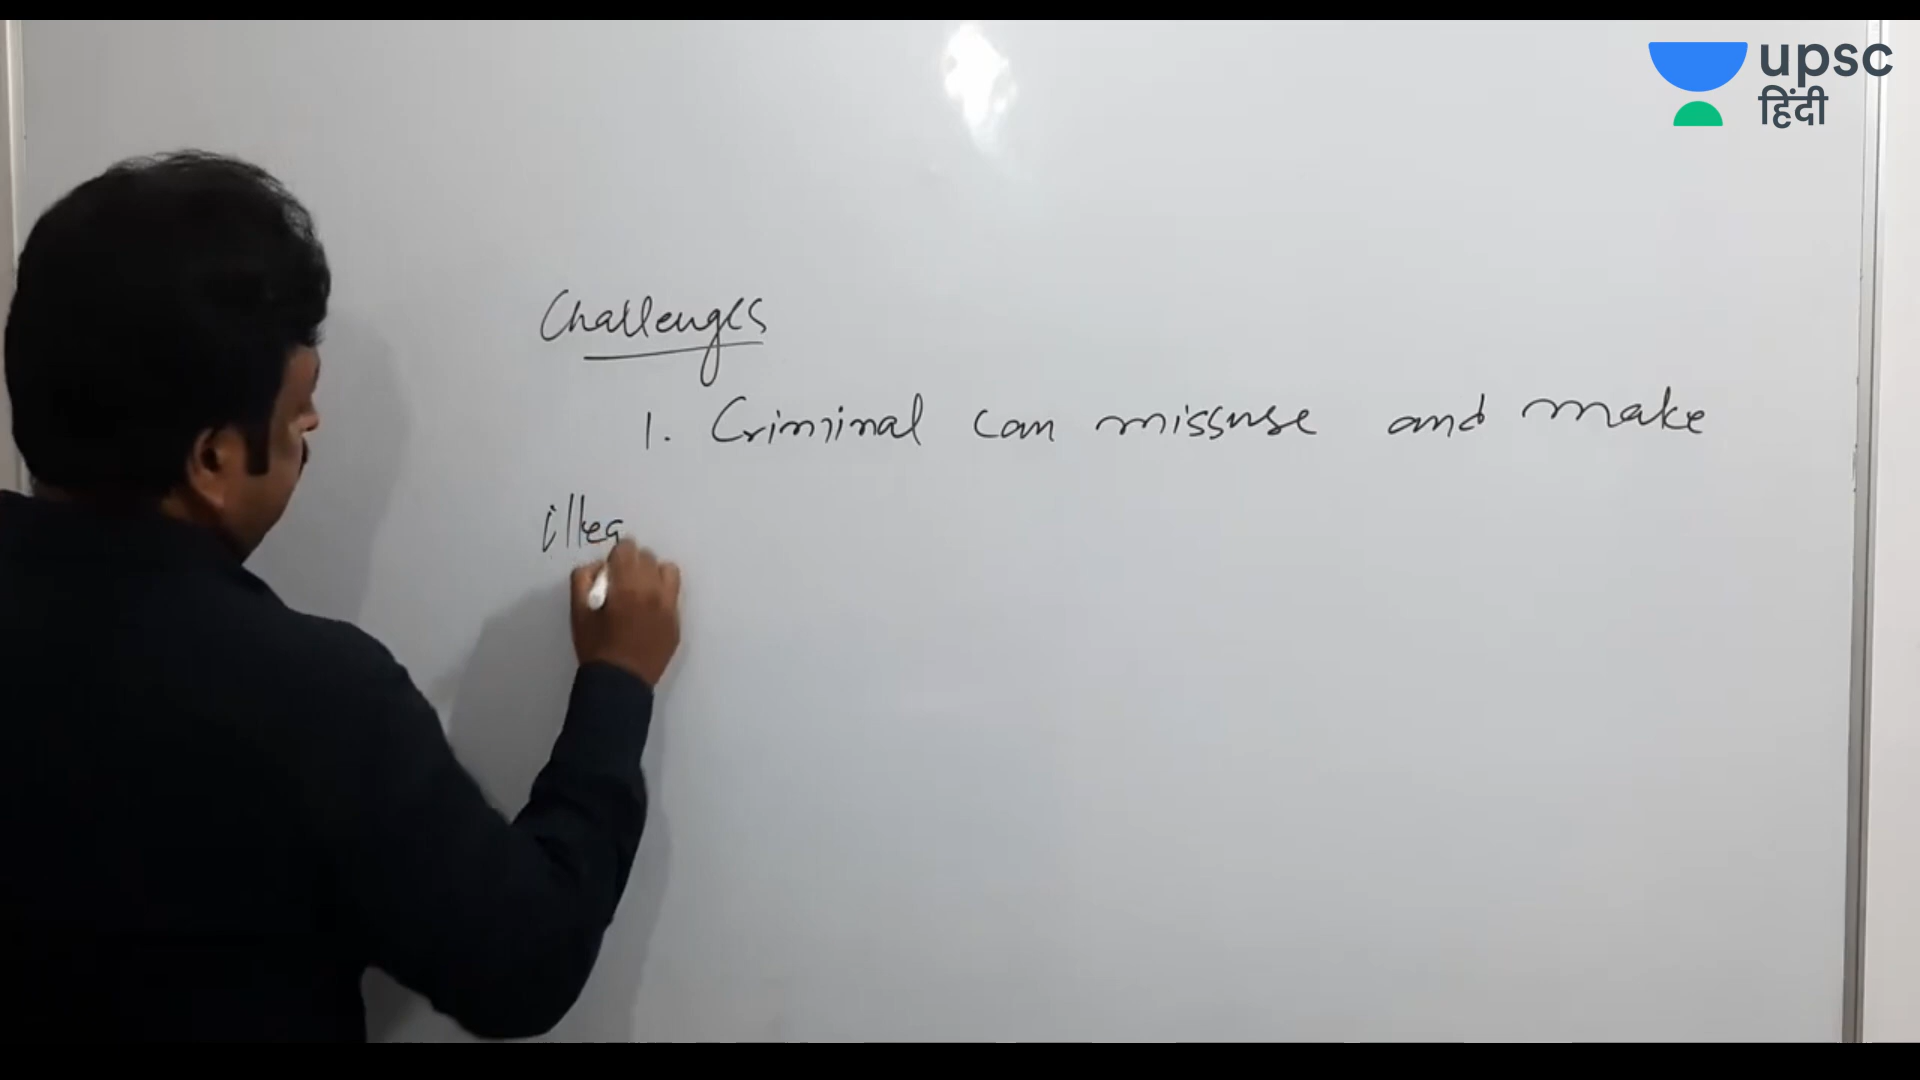 upsc
हिंदी
Challenges
1. Criminal can missuse and make
illeg